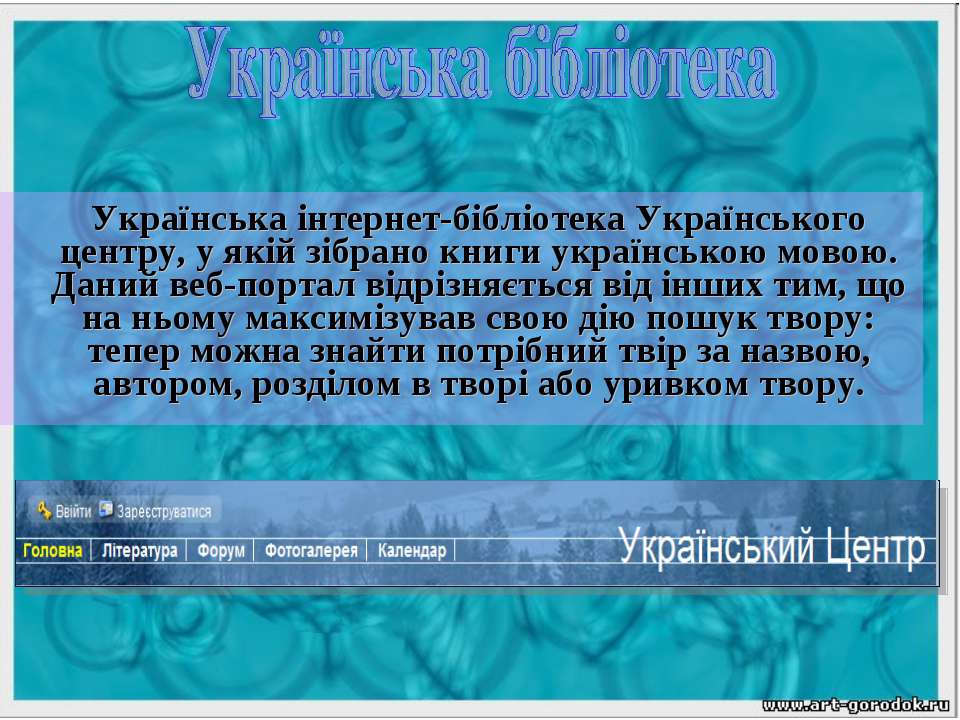 Українська бібліотека
Українська інтернет-бібліотека Українського
центру, у якій зібрано книги українською мовою.
Даний веб-портал відрізняється від інших тим, що
на ньому максимізував свою дію пошук твору:
тепер можна знайти потрібний твір за назвою,
автором, розділом в творі або уривком твору.
Ввійти Зареєструватися
Головна Література Форум Фотогалерея Календар
Український Центр
www.art-gorodok.ru